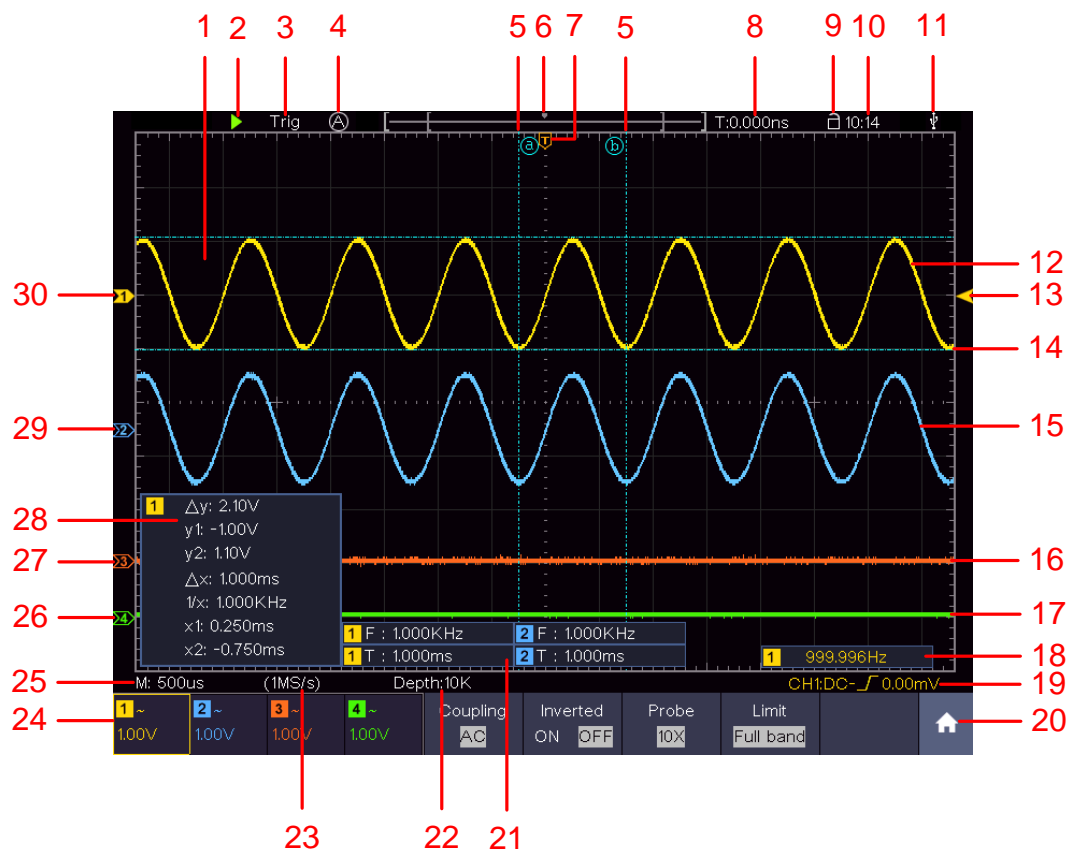 1 2 3 4 5 6 7 5 8 9 10 11
Trig A T:0.000ns 10:14
a T b
12
30 1 13
14
29 2 15
1 △y: 2.10V
28 y1: -1.00V
y2: 1.10V
27 3 16
△x: 1.000ms
1/x: 1.000KHz
26 4 17
x1: 0.250ms
x2: -0.750ms
1 F : 1.000KHz 2 F : 1.000KHz
1 T : 1.000ms 2 T : 1.000ms
1 999.996Hz 18
25 M: 500us (1MS/s) Depth:10K CH1:DC- 0.00mV 19
24 1 ~ 2 ~ 3 ~ 4 ~ Coupling Inverted Probe Limit 20
1.00V 1.00V 1.00V 1.00V AC ON OFF 10X Full band
23 22 21